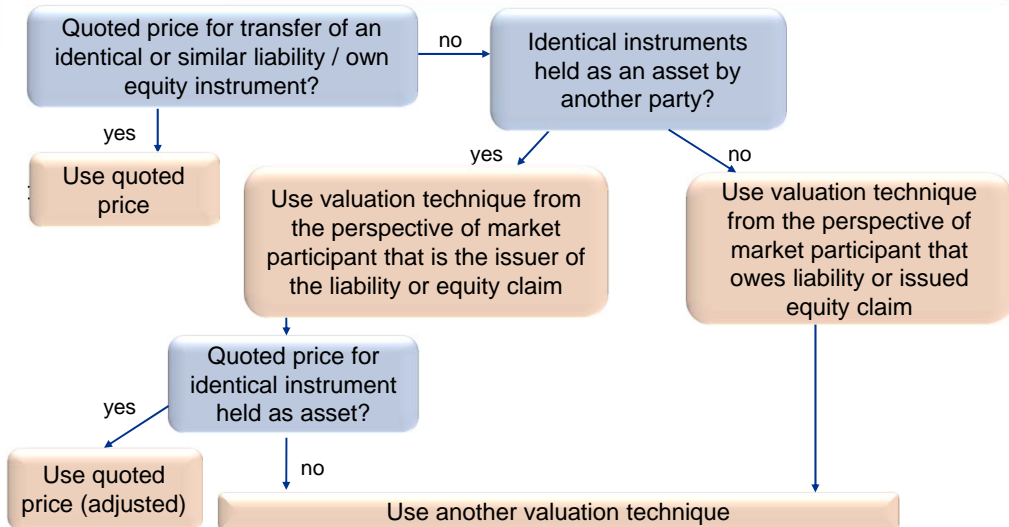 Quoted price for transfer of an
identical or similar liability / own
equity instrument?
no
Identical instruments
held as an asset by
another party?
yes
Use quoted
price
yes
no
Use valuation technique from
the perspective of market
participant that is the issuer of
the liability or equity claim
Use valuation technique
from the perspective of
market participant that
owes liability or issued
equity claim
Quoted price for
identical instrument
held as asset?
yes
Use quoted
price (adjusted)
no
Use another valuation technique